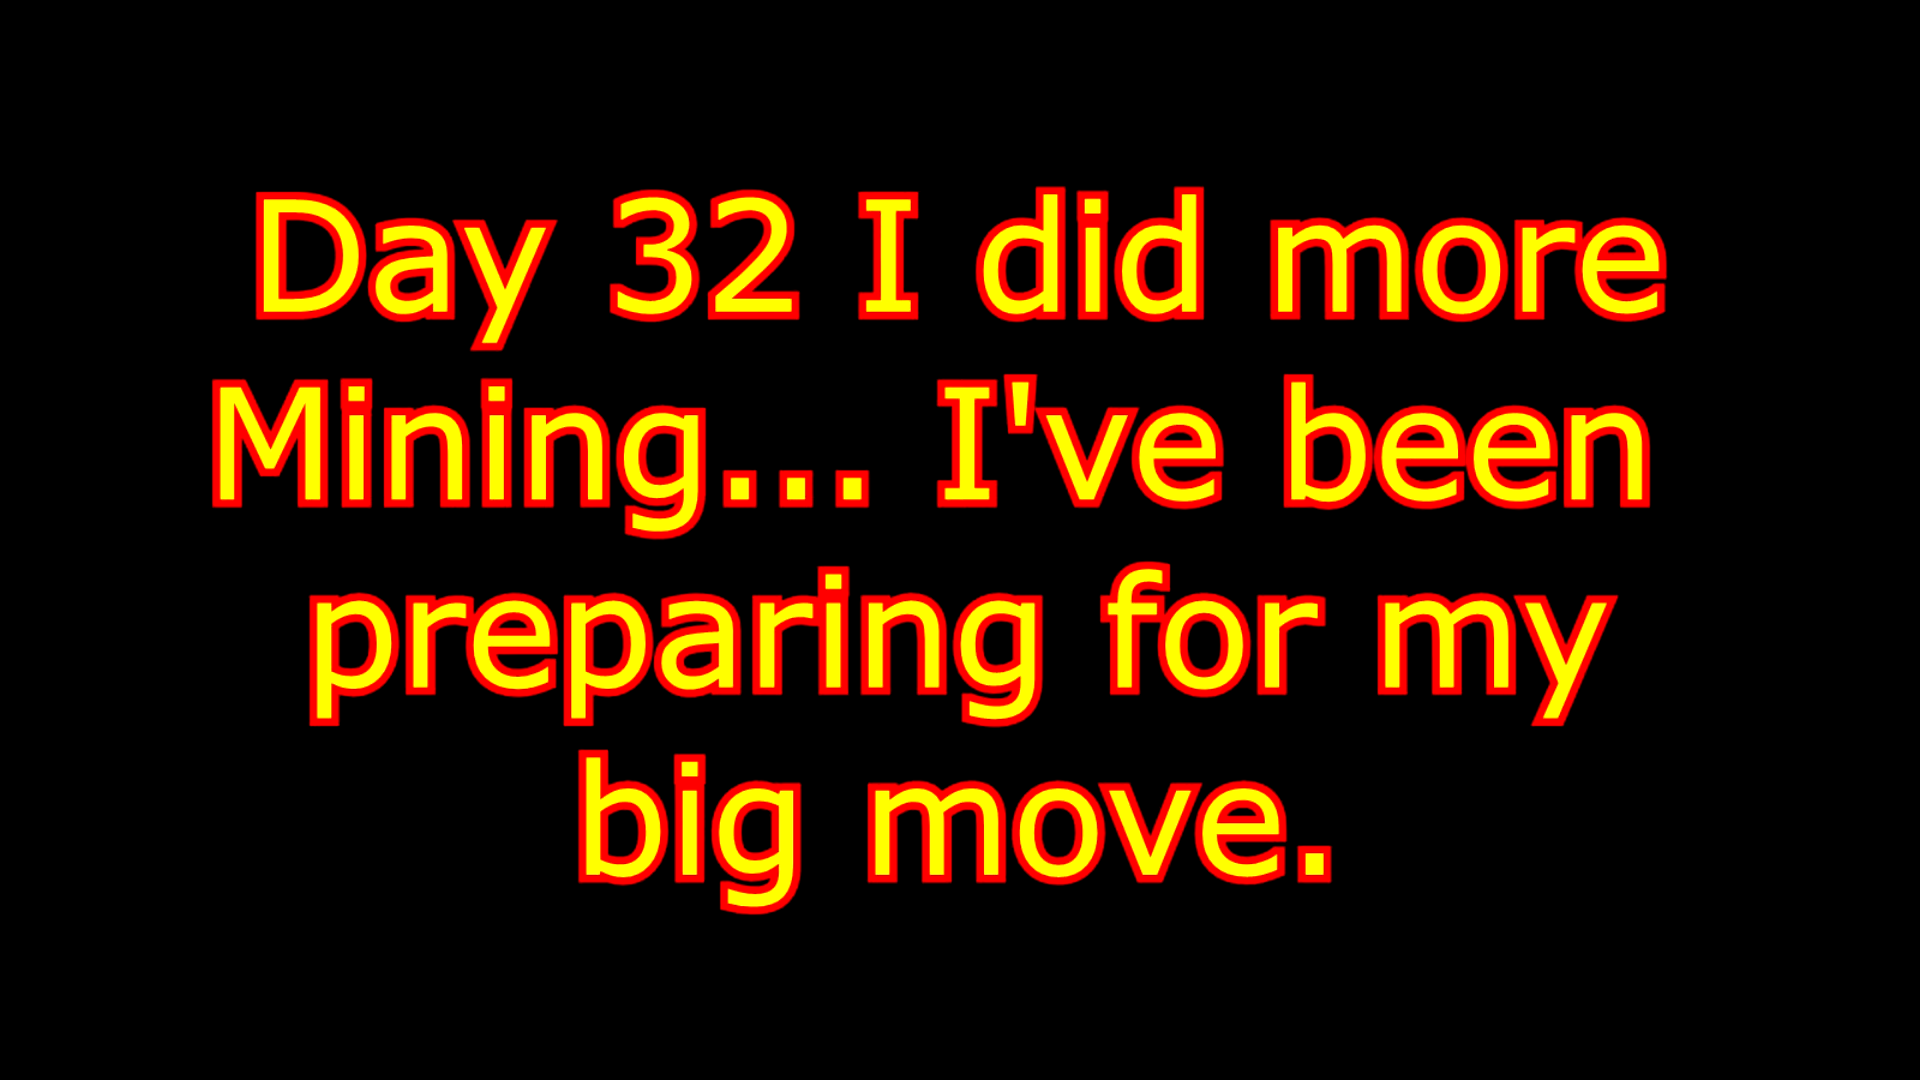 Day 32 I did more
Mining... I've been
preparing for my
big move.